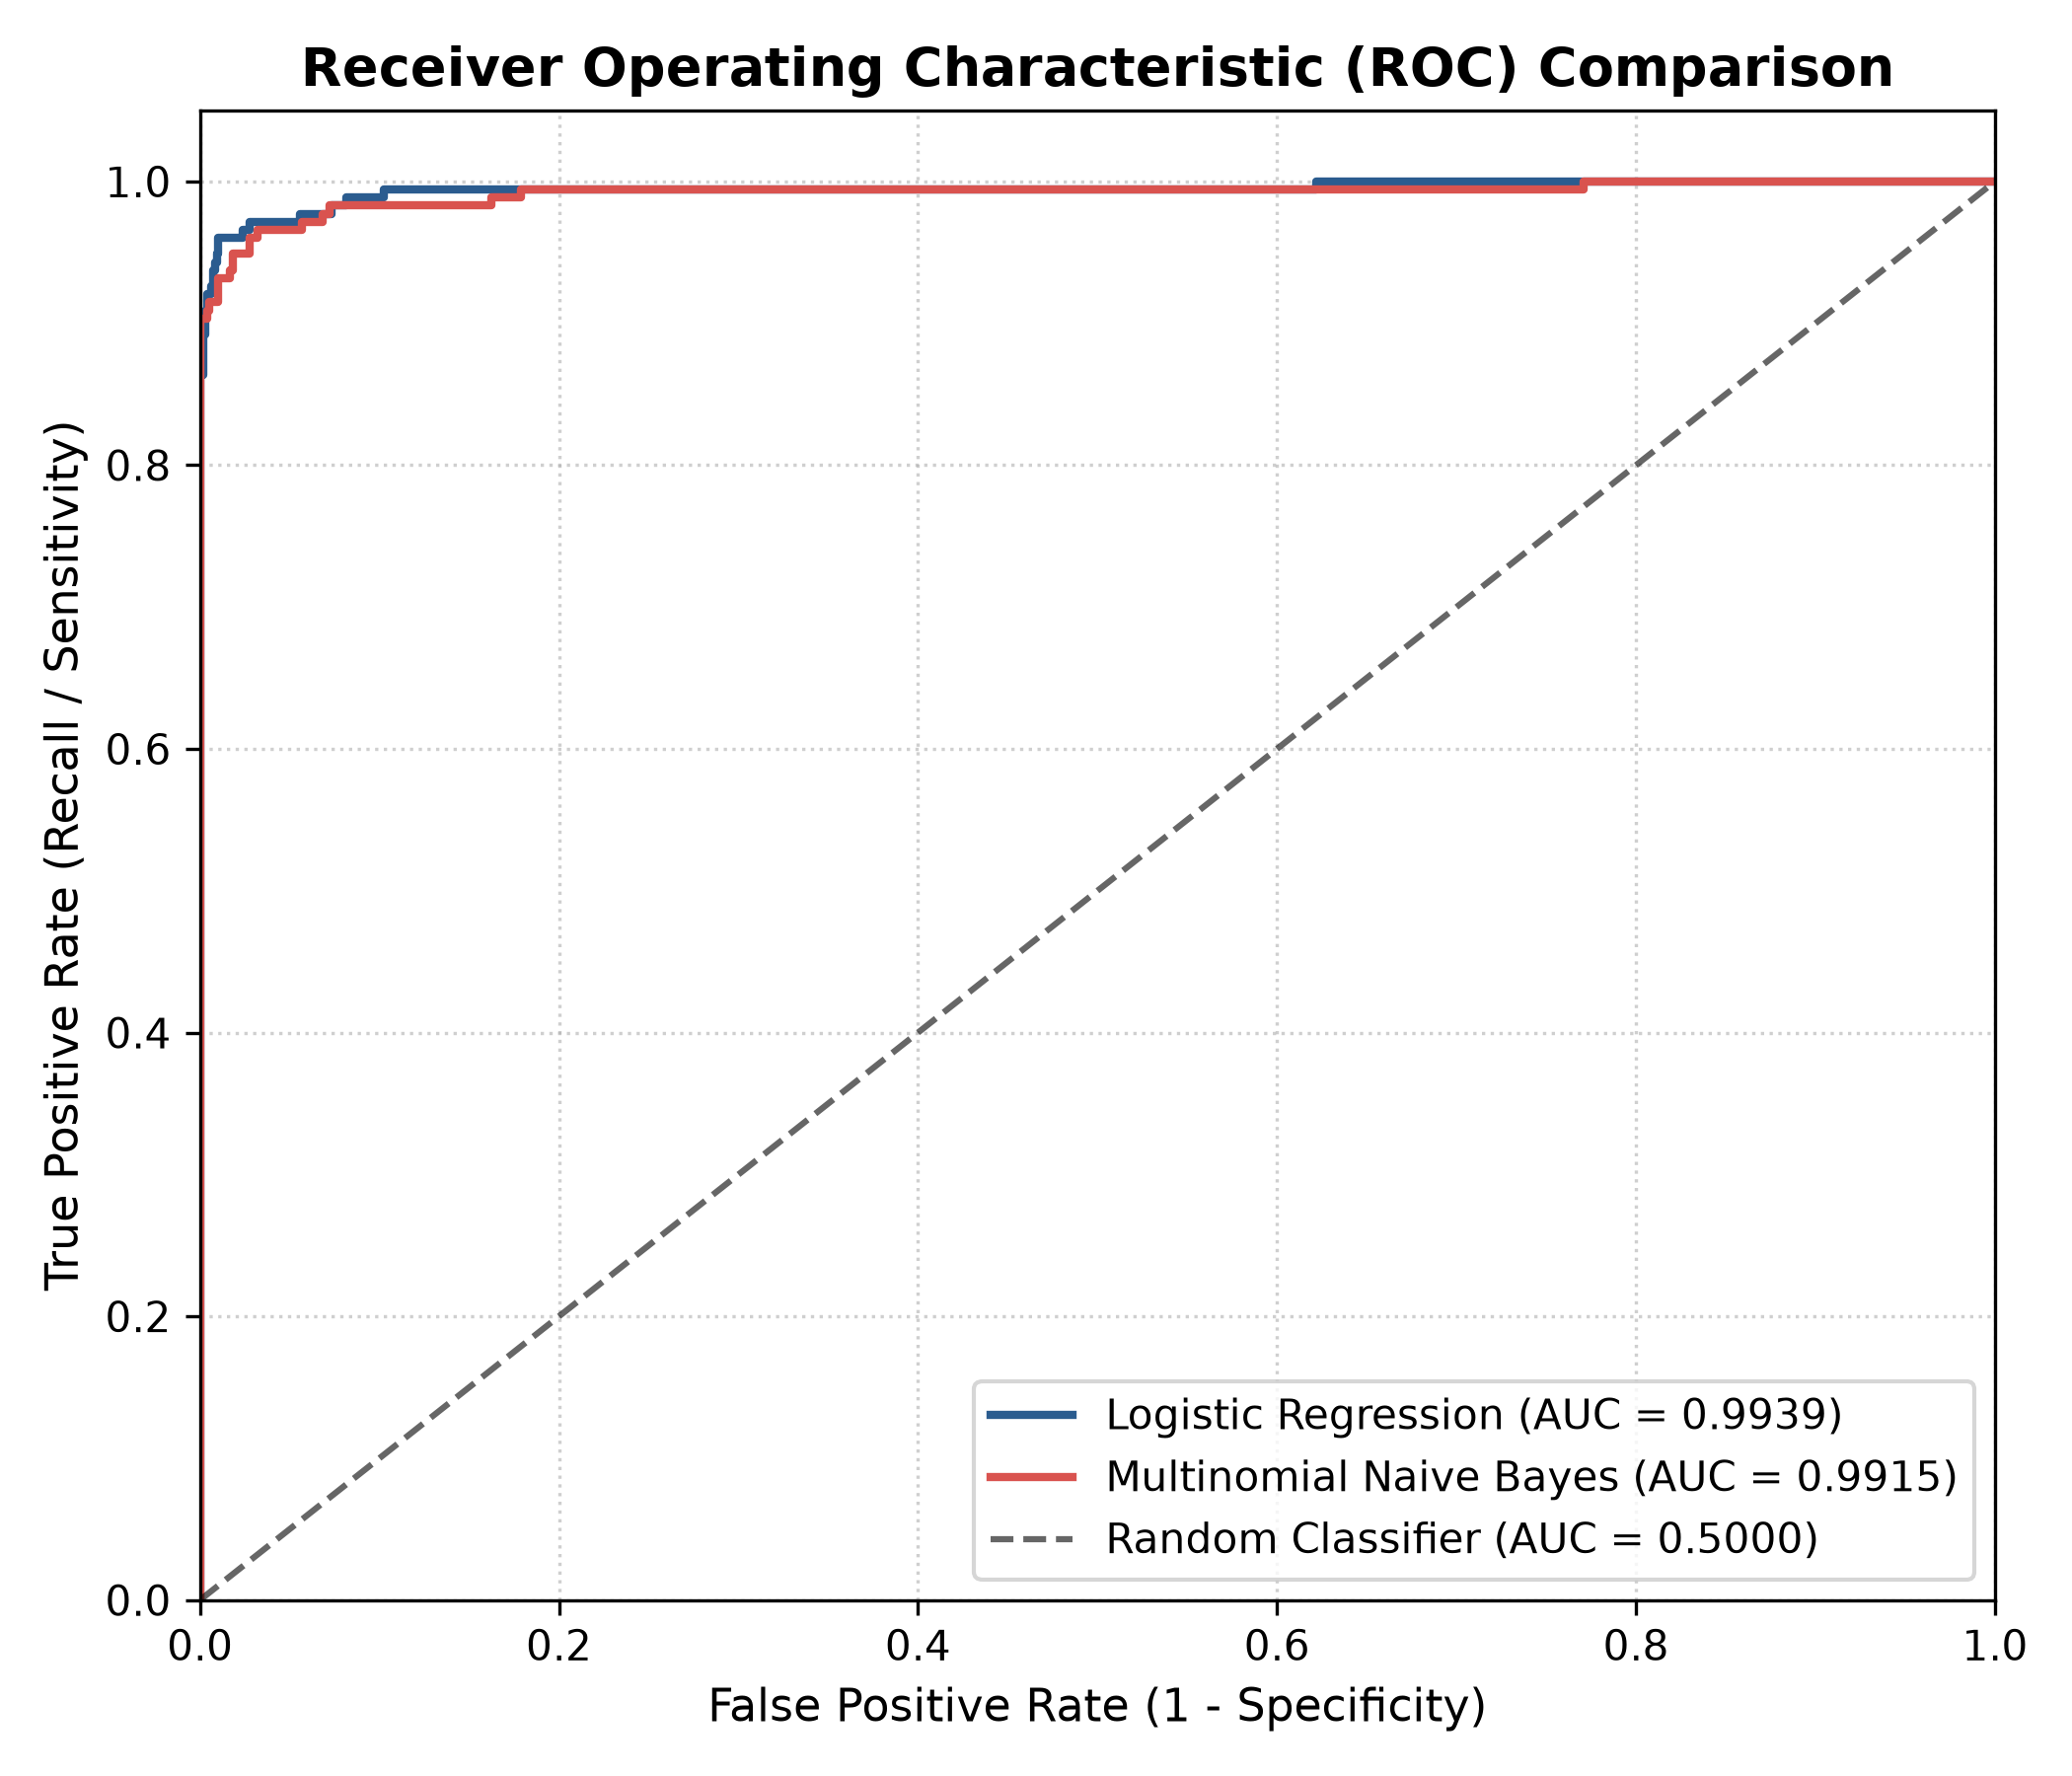 Receiver Operating Characteristic (ROC) Comparison
True Positive Rate (Recall / Sensitivity)
1.0
0.8
0.6
0.4
0.2
0.0
Logistic Regression (AUC = 0.9939)
Multinomial Naive Bayes (AUC = 0.9915)
Random Classifier (AUC = 0.5000)
0.0 0.2 0.4 0.6 0.8 1.0
False Positive Rate (1 - Specificity)